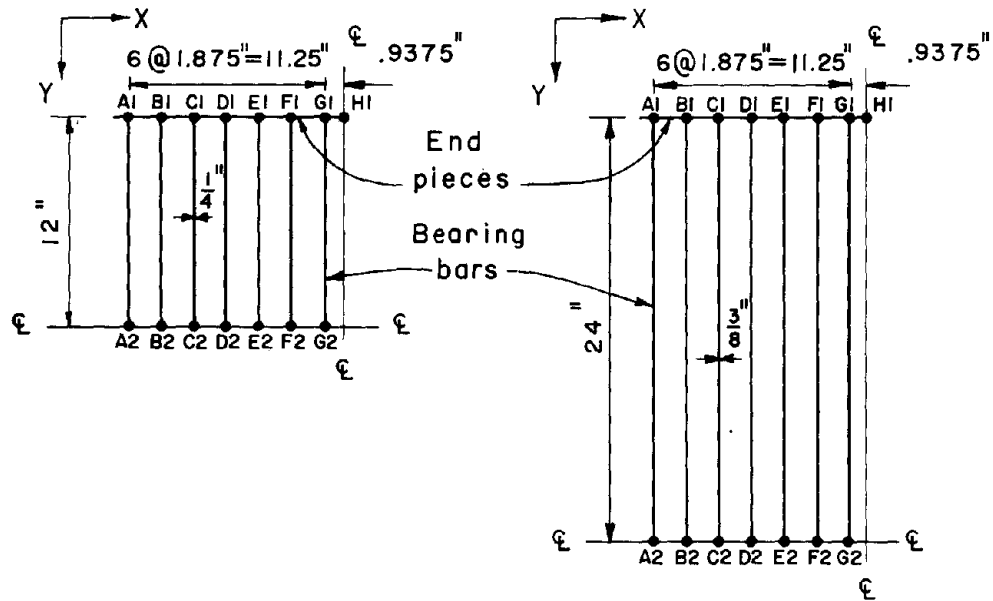 X X
℄ .9375" ℄ .9375"
6 @ 1.875" = 11.25" 6 @ 1.875" = 11.25"
Y Y
A1 B1 C1 D1 E1 F1 G1 H1 A1 B1 C1 D1 E1 F1 G1 H1
End
pieces
1/4"
12"
Bearing
bars
24"
3/8"
℄ ℄
A2 B2 C2 D2 E2 F2 G2
℄
℄ ℄
A2 B2 C2 D2 E2 F2 G2
℄